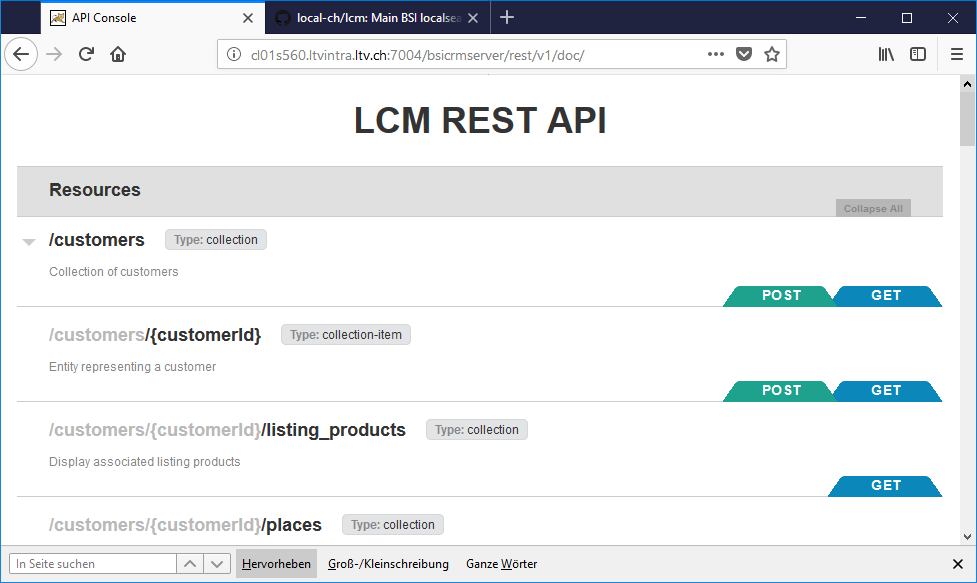 API Console
local-ch/lcm: Main BSI localsea
cl01s560.ltvintra.ltv.ch:7004/bsicrmserver/rest/v1/doc/
LCM REST API
Resources
Collapse All
/customers Type: collection
Collection of customers
POST GET
/customers/{customerId} Type: collection-item
Entity representing a customer
POST GET
/customers/{customerId}/listing_products Type: collection
Display associated listing products
GET
/customers/{customerId}/places Type: collection
In Seite suchen Hervorheben Groß-/Kleinschreibung Ganze Wörter